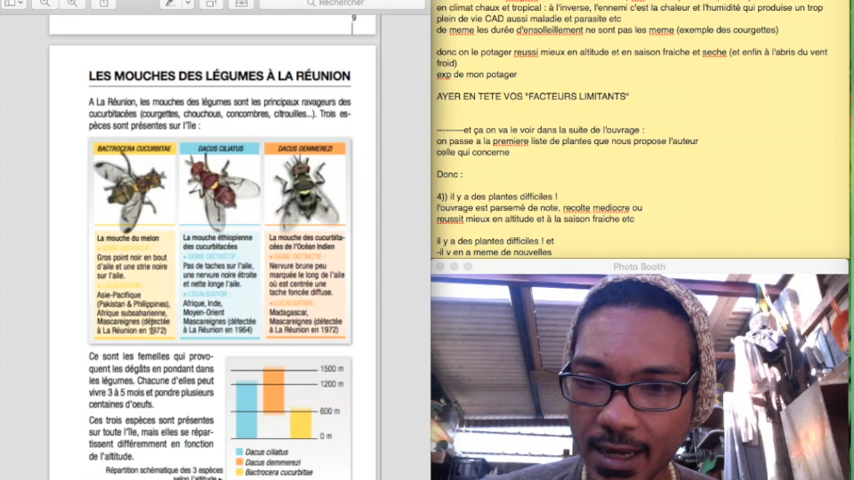 Rechercher
9
LES MOUCHES DES LÉGUMES À LA RÉUNION
A La Réunion, les mouches des légumes sont les principaux ravageurs des
cucurbitacées (courgettes, chouchous, concombres, citrouilles...). Trois es-
pèces sont présentes sur l'île :
BACTROCERA CUCURBITAE
La mouche du melon
SIGNE DISTINCTIF :
Gros point noir en bout
d'aile et une strie noire
sur l'aile.
LOCALISATION :
Asie-Pacifique
(Pakistan & Philippines),
Afrique subsaharienne,
Mascareignes (détectée
à La Réunion en 1972)
DACUS CILIATUS
La mouche éthiopienne
des cucurbitacées
SIGNE DISTINCTIF :
Pas de taches sur l'aile,
une nervure noire étroite
et nette longe l'aile.
LOCALISATION :
Afrique, Inde,
Moyen-Orient
Mascareignes (détectée
à La Réunion en 1964)
DACUS DEMMEREZI
La mouche des cucurbita-
cées de l'Océan Indien
SIGNE DISTINCTIF :
Nervure brune peu
marquée le long de l'aile
où est centrée une
tache foncée diffuse.
LOCALISATION :
Madagascar,
Mascareignes (détectée
à La Réunion en 1972)
Ce sont les femelles qui provo-
quent les dégâts en pondant dans
les légumes. Chacune d'elles peut
vivre 3 à 5 mois et pondre plusieurs
centaines d'oeufs.
Ces trois espèces sont présentes
sur toute l'île, mais elles se répar-
tissent différemment en fonction
de l'altitude.
Répartition schématique des 3 espèces
selon l'altitude
1500 m
1200 m
600 m
0 m
Dacus ciliatus
Dacus demmerezi
Bactrocera cucurbitae
en climat chaux et tropical : à l'inverse, l'ennemi c'est la chaleur et l'humidité qui produise un trop
plein de vie CAD aussi maladie et parasite etc
de meme les durée d'ensolleillement ne sont pas les meme (exemple des courgettes)
donc on le potager reussi mieux en altitude et en saison fraiche et seche (et enfin à l'abris du vent
froid)
exp de mon potager
AYER EN TETE VOS "FACTEURS LIMITANTS"
---------et ça on va le voir dans la suite de l'ouvrage :
on passe a la premiere liste de plantes que nous propose l'auteur
celle qui concerne
Donc :
4)) il y a des plantes difficiles !
l'ouvrage est parsemé de note, recolte mediocre ou
reussit mieux en altitude et à la saison fraiche etc
il y a des plantes difficiles ! et
-il y en a meme de nouvelles
Photo Booth